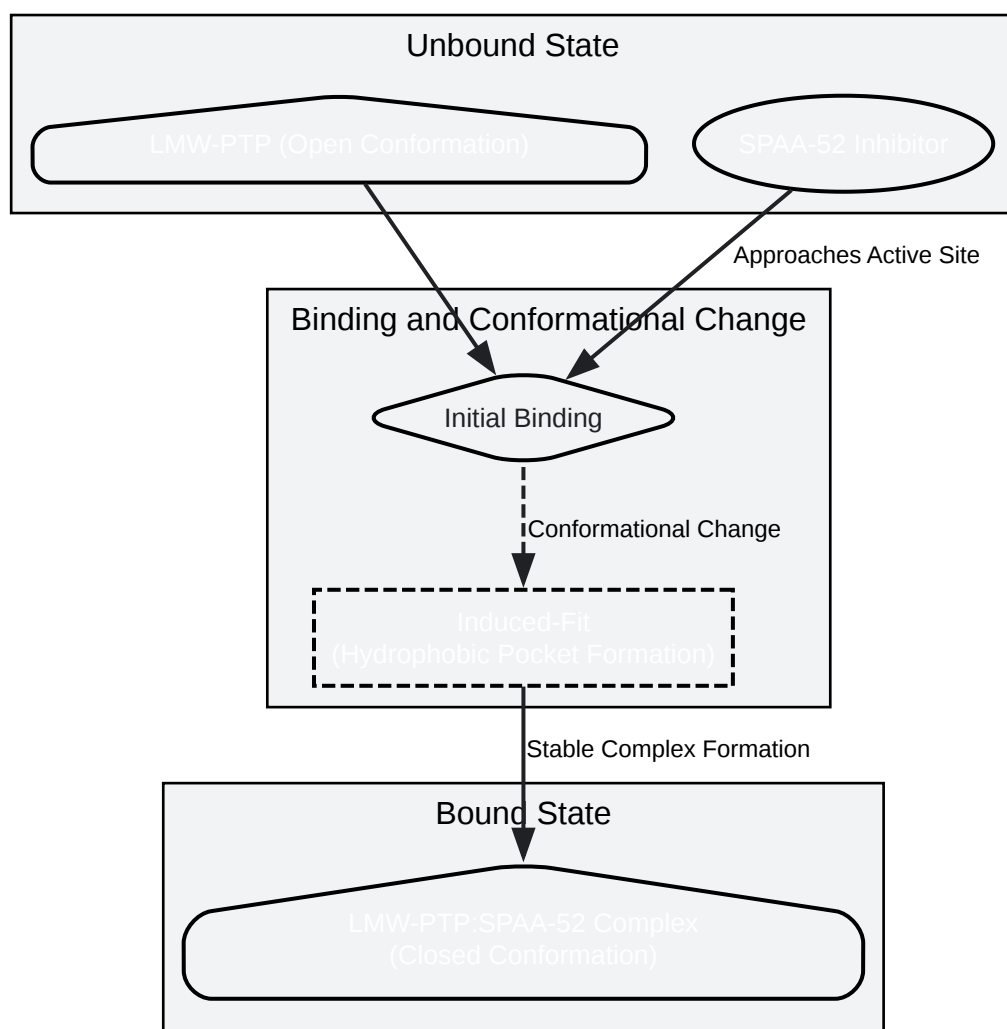 Unbound State
LMW-PTP (Open Conformation)
SPAA-52 Inhibitor
Approaches Active Site
Binding and Conformational Change
Initial Binding
Conformational Change
Induced-Fit
(Hydrophobic Pocket Formation)
Stable Complex Formation
Bound State
LMW-PTP:SPAA-52 Complex
(Closed Conformation)